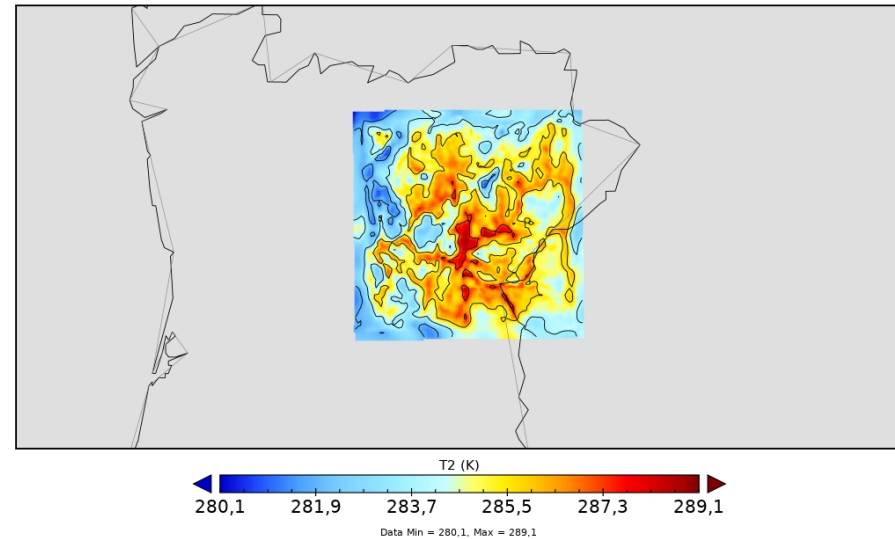 T2 (K)
280,1 281,9 283,7 285,5 287,3 289,1
Data Min = 280,1, Max = 289,1